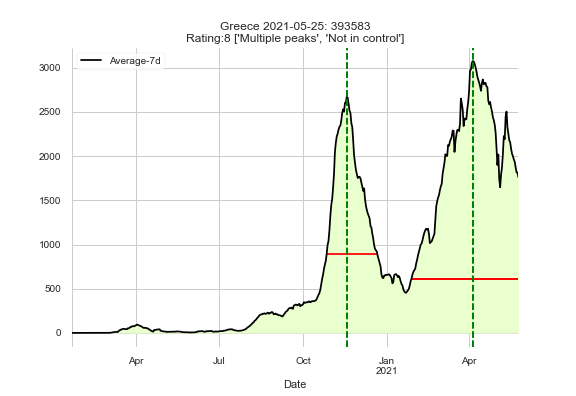 Greece 2021-05-25: 393583
Rating:8 ['Multiple peaks', 'Not in control']
Average-7d
3000
2500
2000
1500
1000
500
0
Apr
Jul
Oct
Jan
2021
Apr
Date